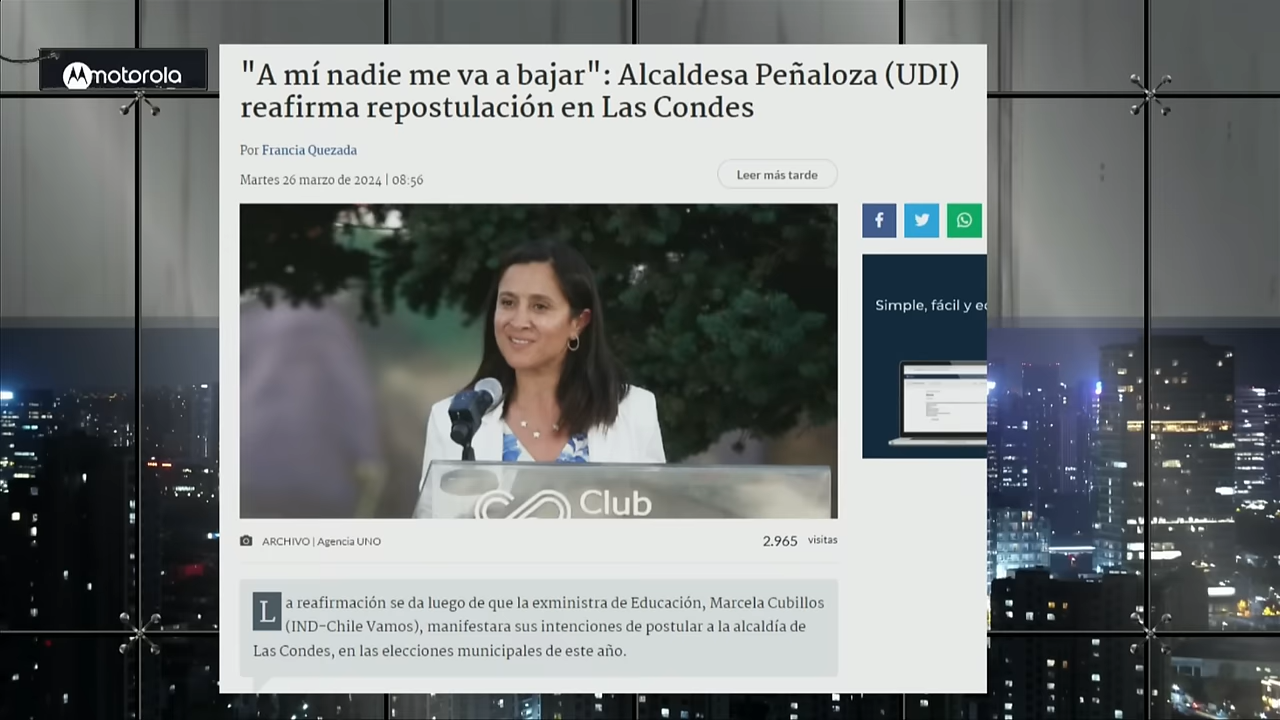 motorola
"A mí nadie me va a bajar": Alcaldesa Peñaloza (UDI)
reafirma repostulación en Las Condes
Por Francia Quezada
Martes 26 marzo de 2024 | 08:56
Leer más tarde
Simple, fácil y ec
Club
ARCHIVO | Agencia UNO
2.965 visitas
La reafirmación se da luego de que la exministra de Educación, Marcela Cubillos
(IND-Chile Vamos), manifestara sus intenciones de postular a la alcaldía de
Las Condes, en las elecciones municipales de este año.